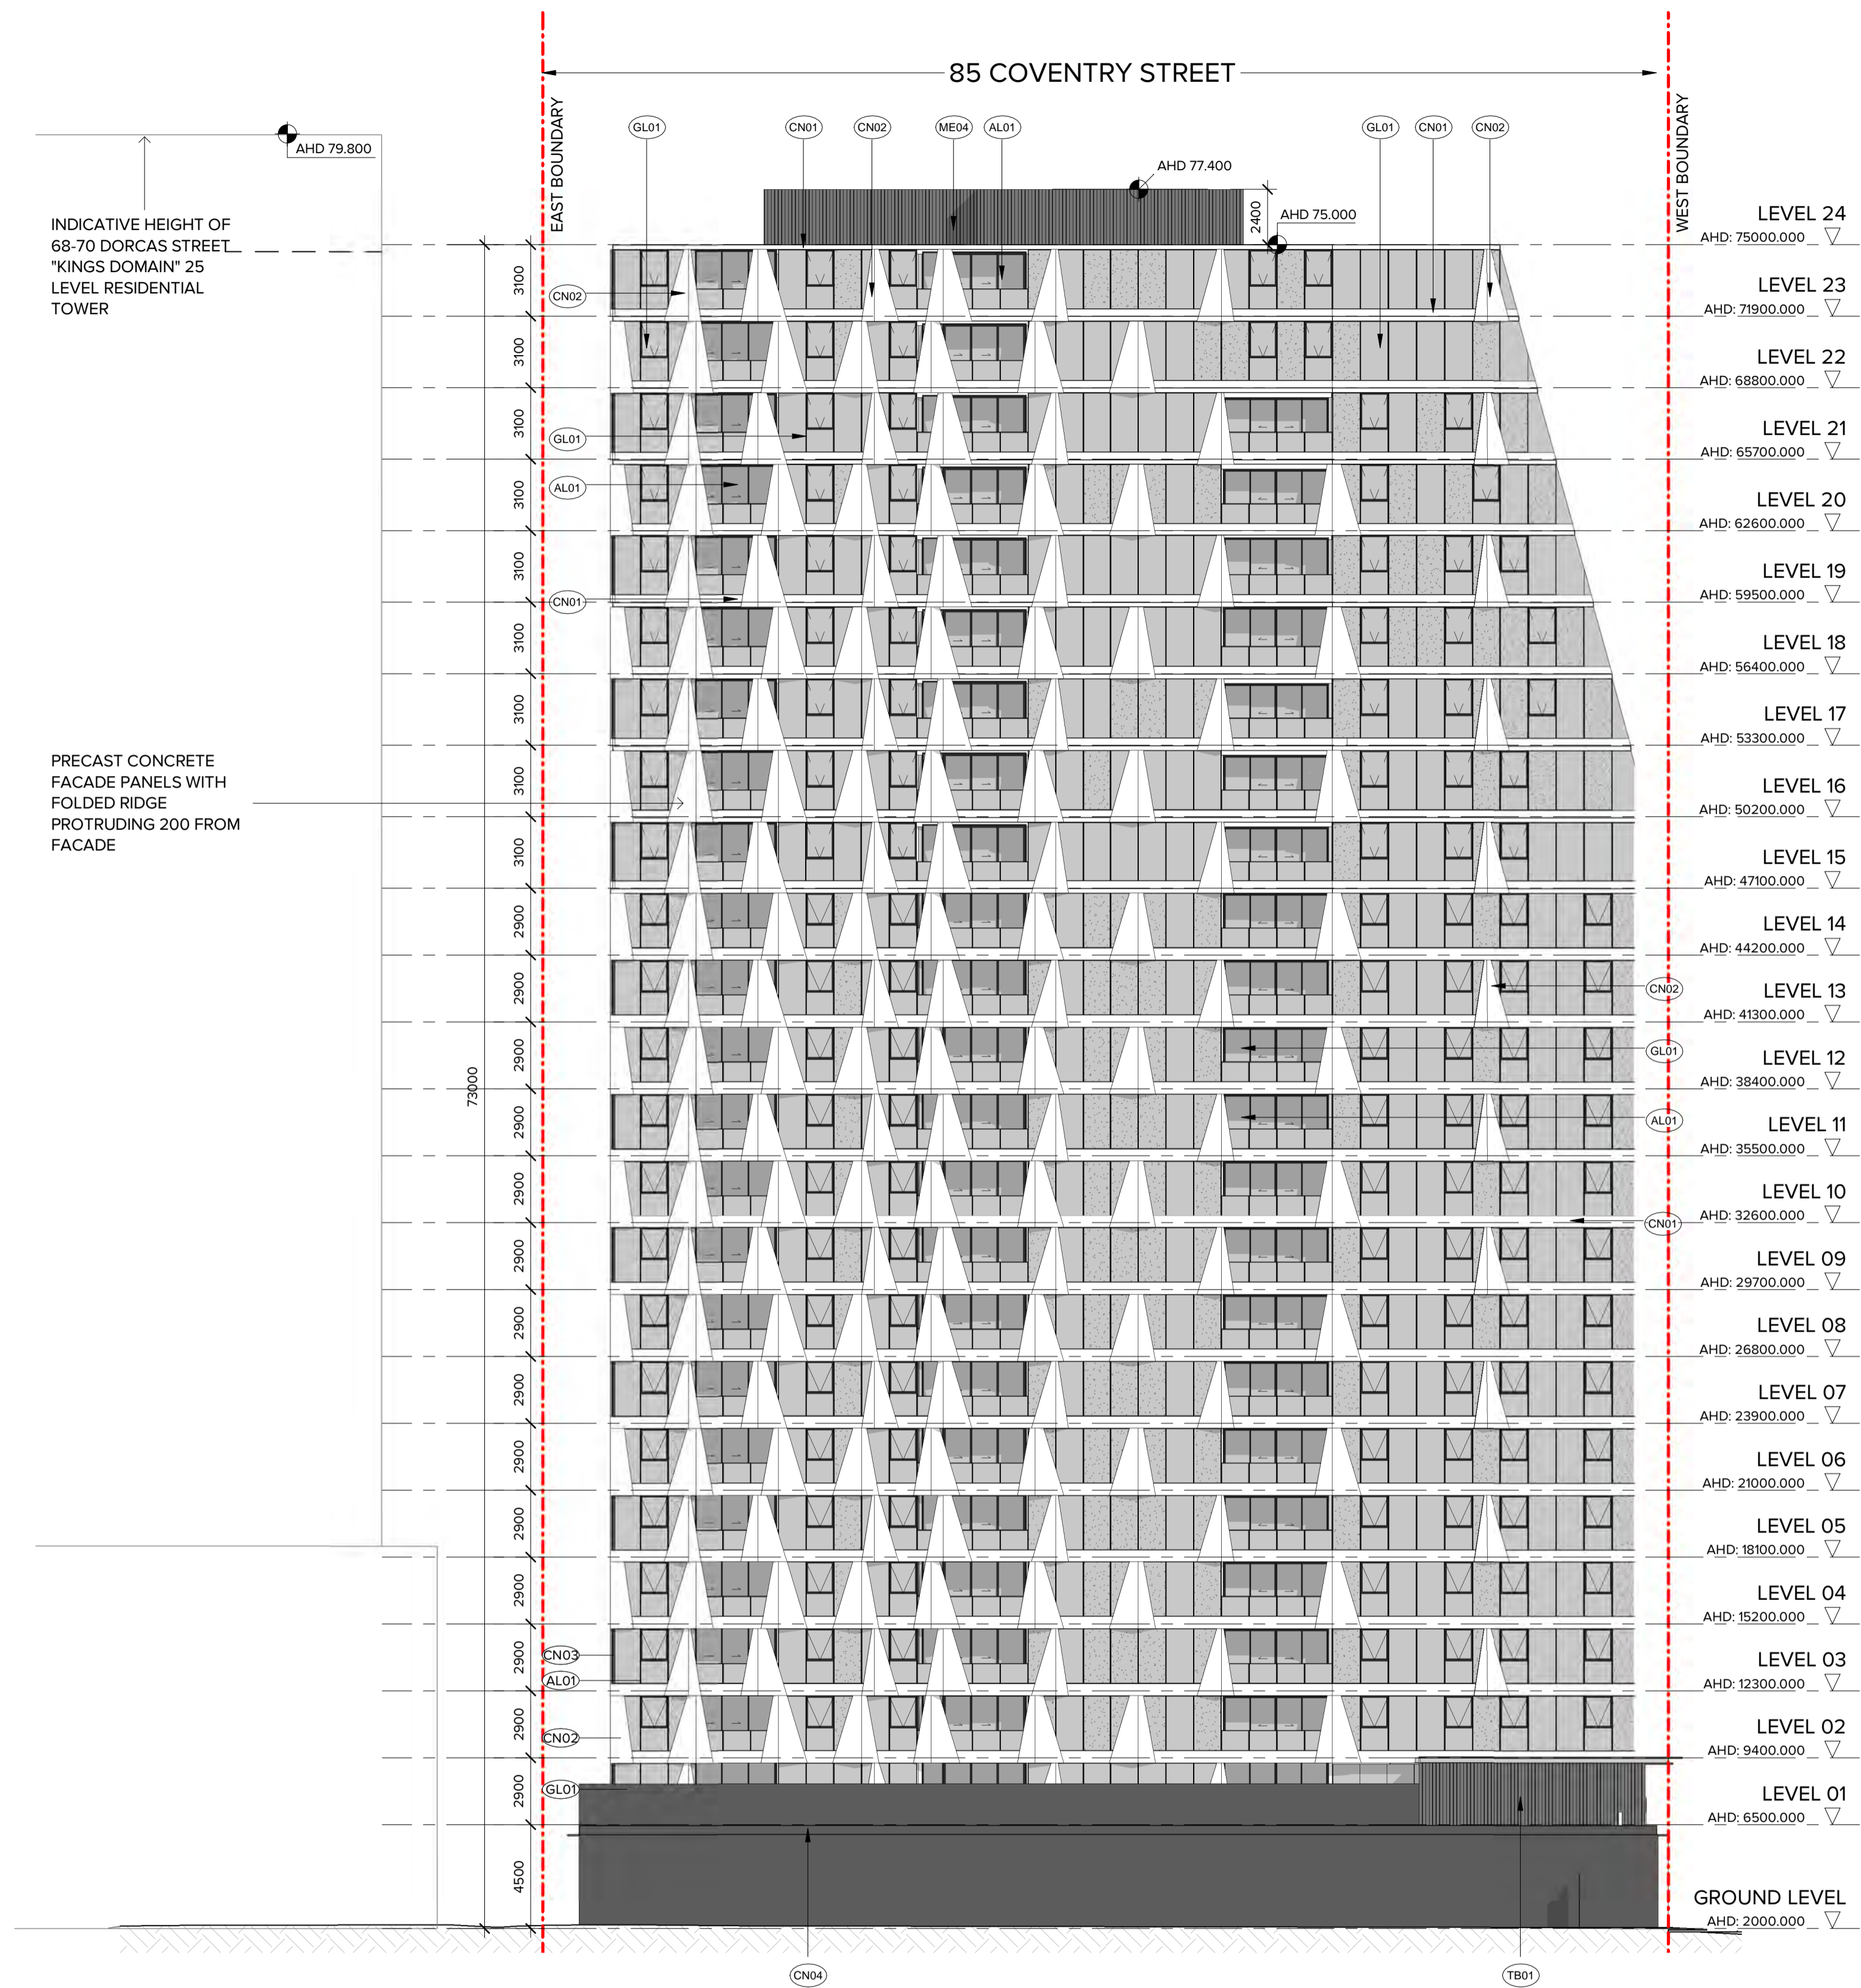 85 COVENTRY STREET
EAST BOUNDARY
WEST BOUNDARY
GL01
CN01
CN02
ME04
AL01
GL01
CN01
CN02
AHD 79.800
AHD 77.400
2400
AHD 75.000
INDICATIVE HEIGHT OF
68-70 DORCAS STREET
"KINGS DOMAIN" 25
LEVEL RESIDENTIAL
TOWER
PRECAST CONCRETE
FACADE PANELS WITH
FOLDED RIDGE
PROTRUDING 200 FROM
FACADE
73000
3100
3100
3100
3100
3100
3100
3100
3100
3100
2900
2900
2900
2900
2900
2900
2900
2900
2900
2900
2900
2900
2900
2900
4500
CN02
GL01
AL01
CN01
CN03
AL01
CN02
GL01
CN02
GL01
AL01
CN01
LEVEL 24
AHD: 75000.000
LEVEL 23
AHD: 71900.000
LEVEL 22
AHD: 68800.000
LEVEL 21
AHD: 65700.000
LEVEL 20
AHD: 62600.000
LEVEL 19
AHD: 59500.000
LEVEL 18
AHD: 56400.000
LEVEL 17
AHD: 53300.000
LEVEL 16
AHD: 50200.000
LEVEL 15
AHD: 47100.000
LEVEL 14
AHD: 44200.000
LEVEL 13
AHD: 41300.000
LEVEL 12
AHD: 38400.000
LEVEL 11
AHD: 35500.000
LEVEL 10
AHD: 32600.000
LEVEL 09
AHD: 29700.000
LEVEL 08
AHD: 26800.000
LEVEL 07
AHD: 23900.000
LEVEL 06
AHD: 21000.000
LEVEL 05
AHD: 18100.000
LEVEL 04
AHD: 15200.000
LEVEL 03
AHD: 12300.000
LEVEL 02
AHD: 9400.000
LEVEL 01
AHD: 6500.000
GROUND LEVEL
AHD: 2000.000
CN04
TB01